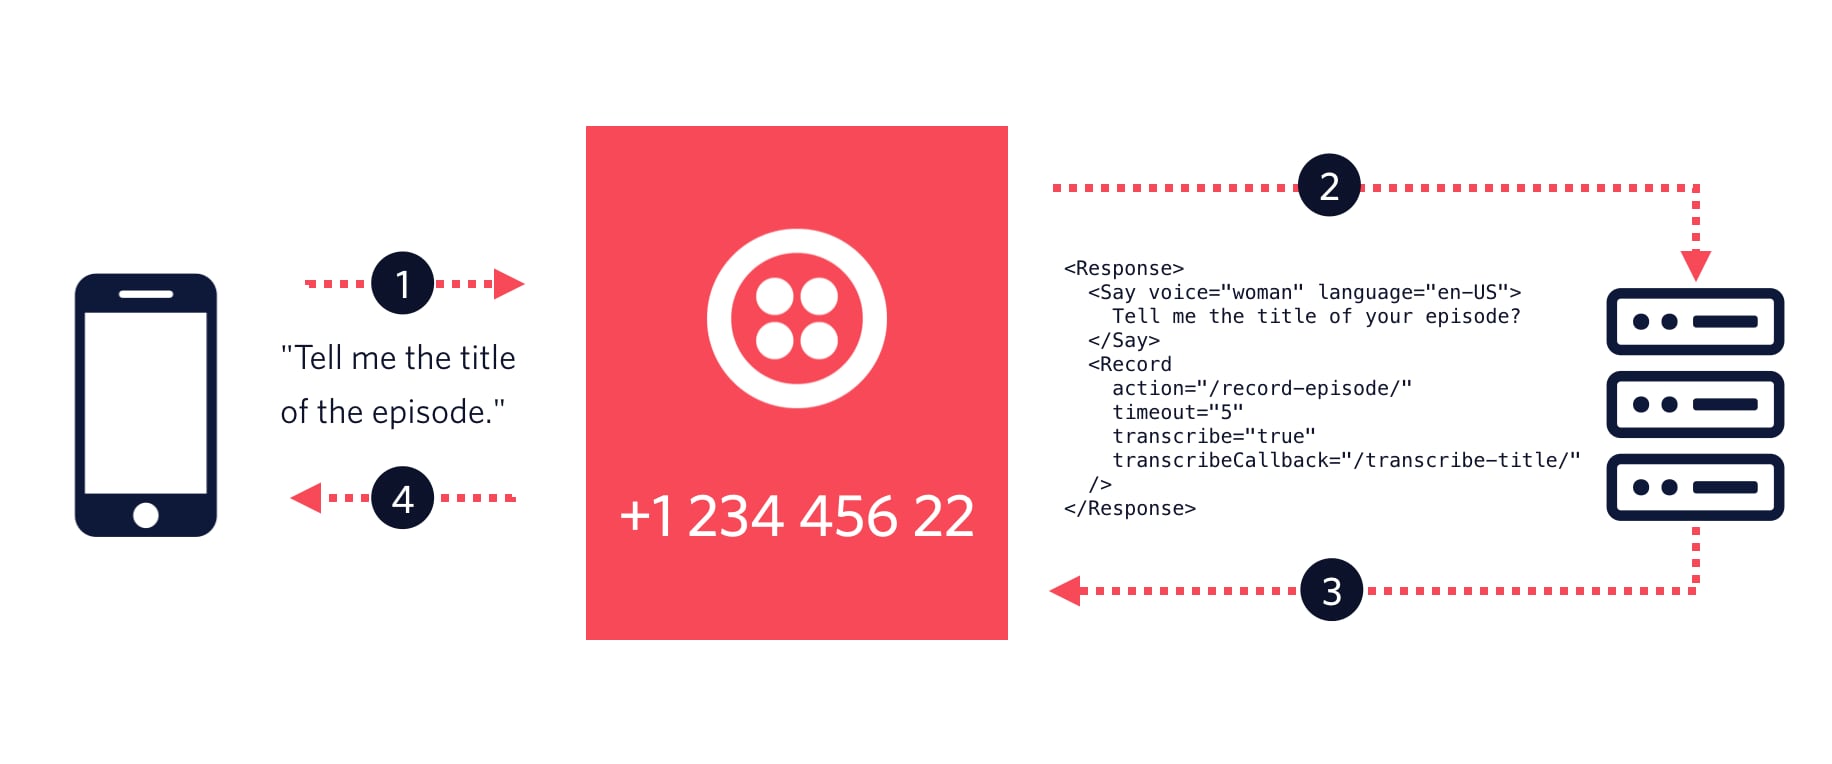 1
"Tell me the title
of the episode."
4
+1 234 456 22
2
<Response>
  <Say voice="woman" language="en-US">
    Tell me the title of your episode?
  </Say>
  <Record
    action="/record-episode/"
    timeout="5"
    transcribe="true"
    transcribeCallback="/transcribe-title/"
  />
</Response>
3